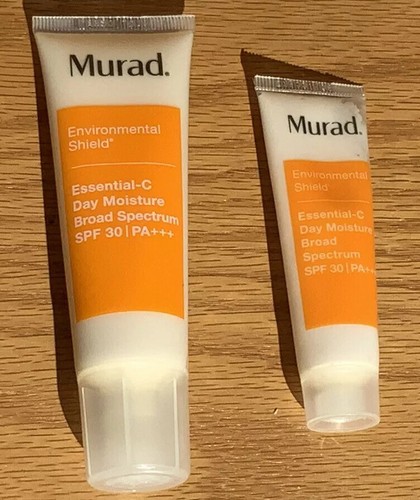 Murad.
Environmental
Shield®
Essential-C
Day Moisture
Broad Spectrum
SPF 30 | PA+++
Murad.
Environmental
Shield®
Essential-C
Day Moisture
Broad
Spectrum
SPF 30 | PA++